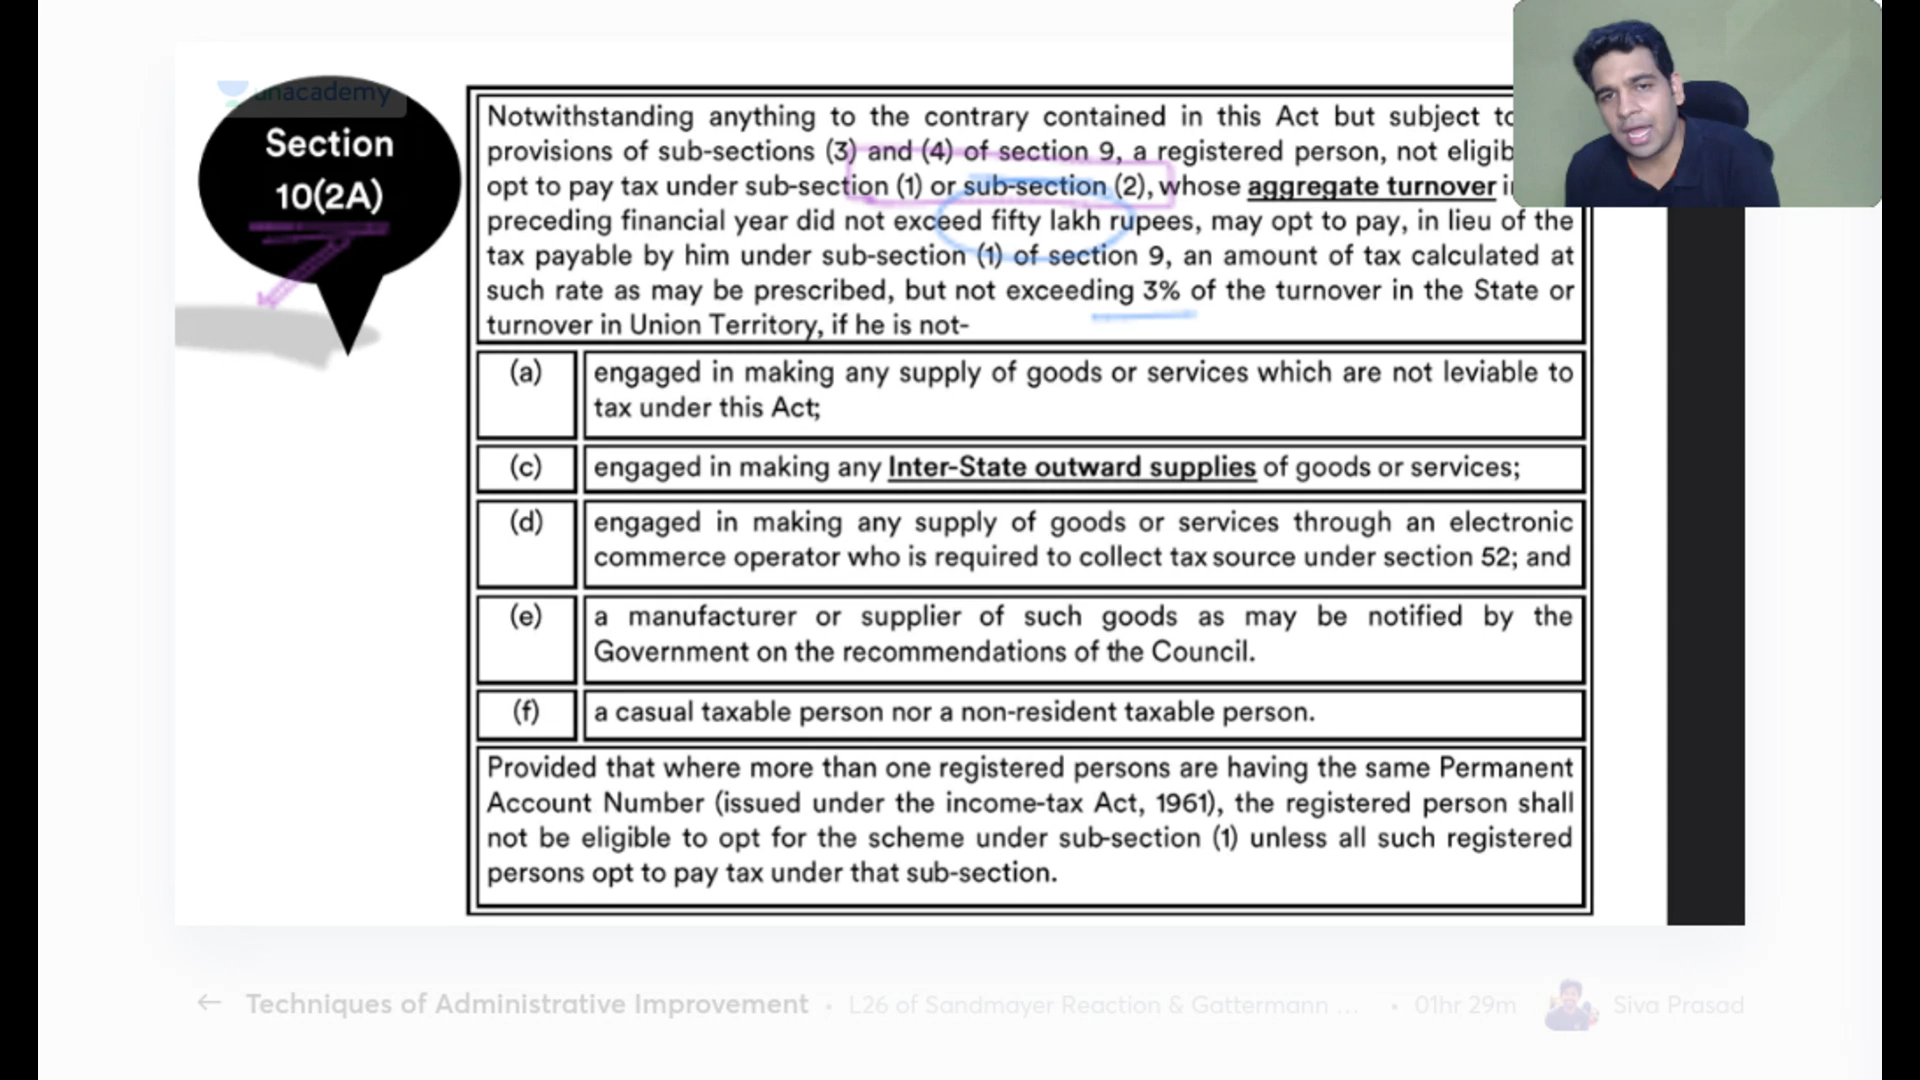 unacademy
Section
10(2A)
Notwithstanding anything to the contrary contained in this Act but subject to
provisions of sub-sections (3) and (4) of section 9, a registered person, not
opt to pay tax under sub-section (1) or sub-section (2), whose aggregate turnover
preceding financial year did not exceed fifty lakh rupees, may opt to pay, in lieu of the
tax payable by him under sub-section (1) of section 9, an amount of tax calculated at
such rate as may be prescribed, but not exceeding 3% of the turnover in the State or
turnover in Union Territory, if he is not-
(a) engaged in making any supply of goods or services which are not leviable to
tax under this Act;
(c) engaged in making any Inter-State outward supplies of goods or services;
(d) engaged in making any supply of goods or services through an electronic
commerce operator who is required to collect tax source under section 52; and
(e) a manufacturer or supplier of such goods as may be notified by the
Government on the recommendations of the Council.
(f) a casual taxable person nor a non-resident taxable person.
Provided that where more than one registered persons are having the same Permanent
Account Number (issued under the income-tax Act, 1961), the registered person shall
not be eligible to opt for the scheme under sub-section (1) unless all such registered
persons opt to pay tax under that sub-section.
← Techniques of Administrative Improvement • L26 of Sandmayer Reaction & Gattermann ... • 01hr 29m Siva Prasad